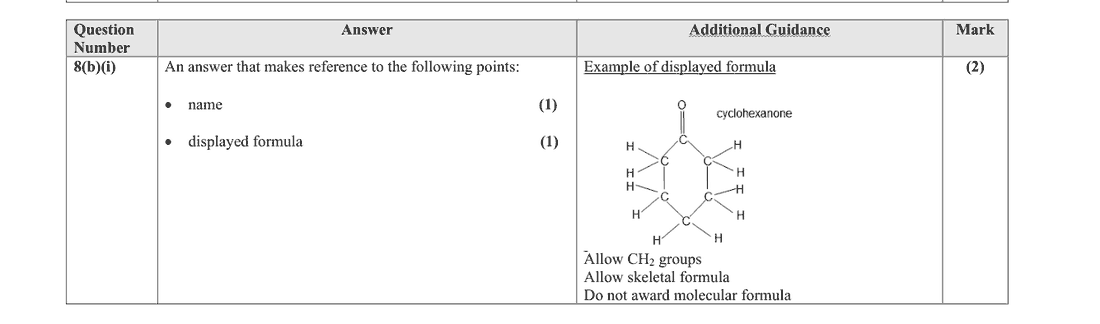 Question Number
Answer
Additional Guidance
Mark
8(b)(i)
An answer that makes reference to the following points:
• name (1)
• displayed formula (1)
Example of displayed formula
O
cyclohexanone
C
H H
C C
H H
H H
C C
H H
C
H H
Allow CH₂ groups
Allow skeletal formula
Do not award molecular formula
(2)